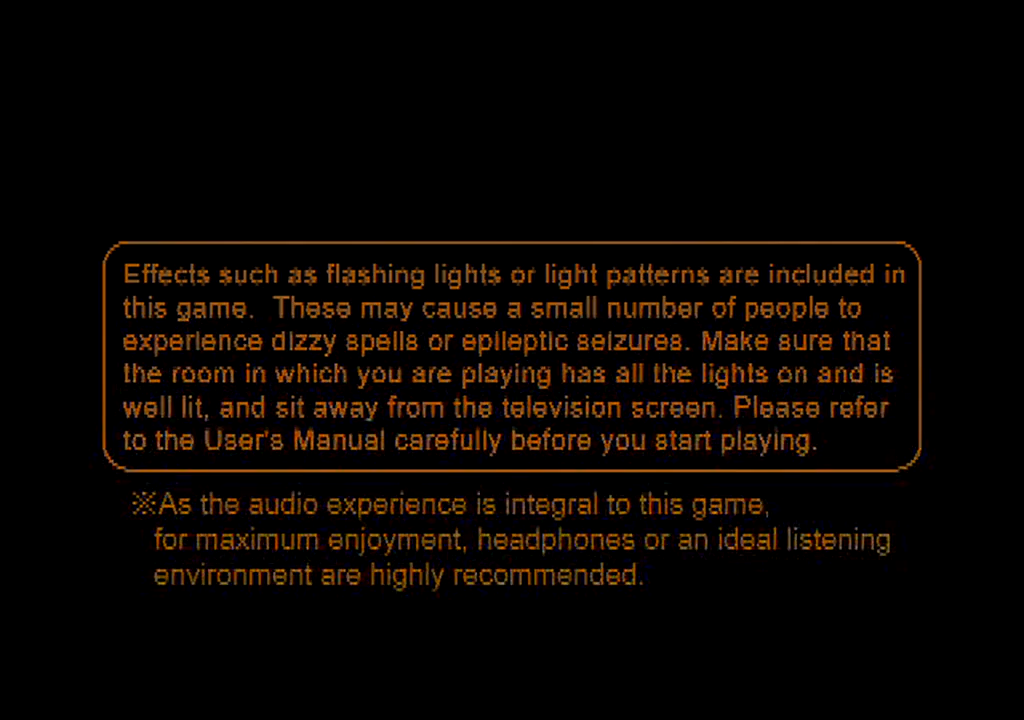 Effects such as flashing lights or light patterns are included in
this game.  These may cause a small number of people to
experience dizzy spells or epileptic seizures. Make sure that
the room in which you are playing has all the lights on and is
well lit, and sit away from the television screen. Please refer
to the User's Manual carefully before you start playing.
※As the audio experience is integral to this game,
for maximum enjoyment, headphones or an ideal listening
environment are highly recommended.